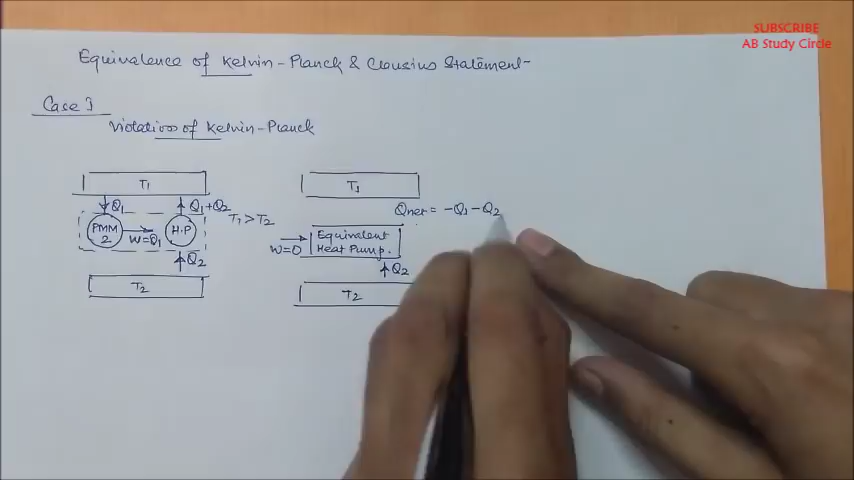 SUBSCRIBE
AB Study Circle
Equivalence of Kelvin-Planck & Clausius Statement-
Case I
Violation of Kelvin-Planck
T1
T1
Q1
Q1+Q2
T1 > T2
Qnet = -Q1-Q2
PMM
2
W=Q1
H.P
Equivalent
Heat Pump.
W=0
Q2
Q2
T2
T2